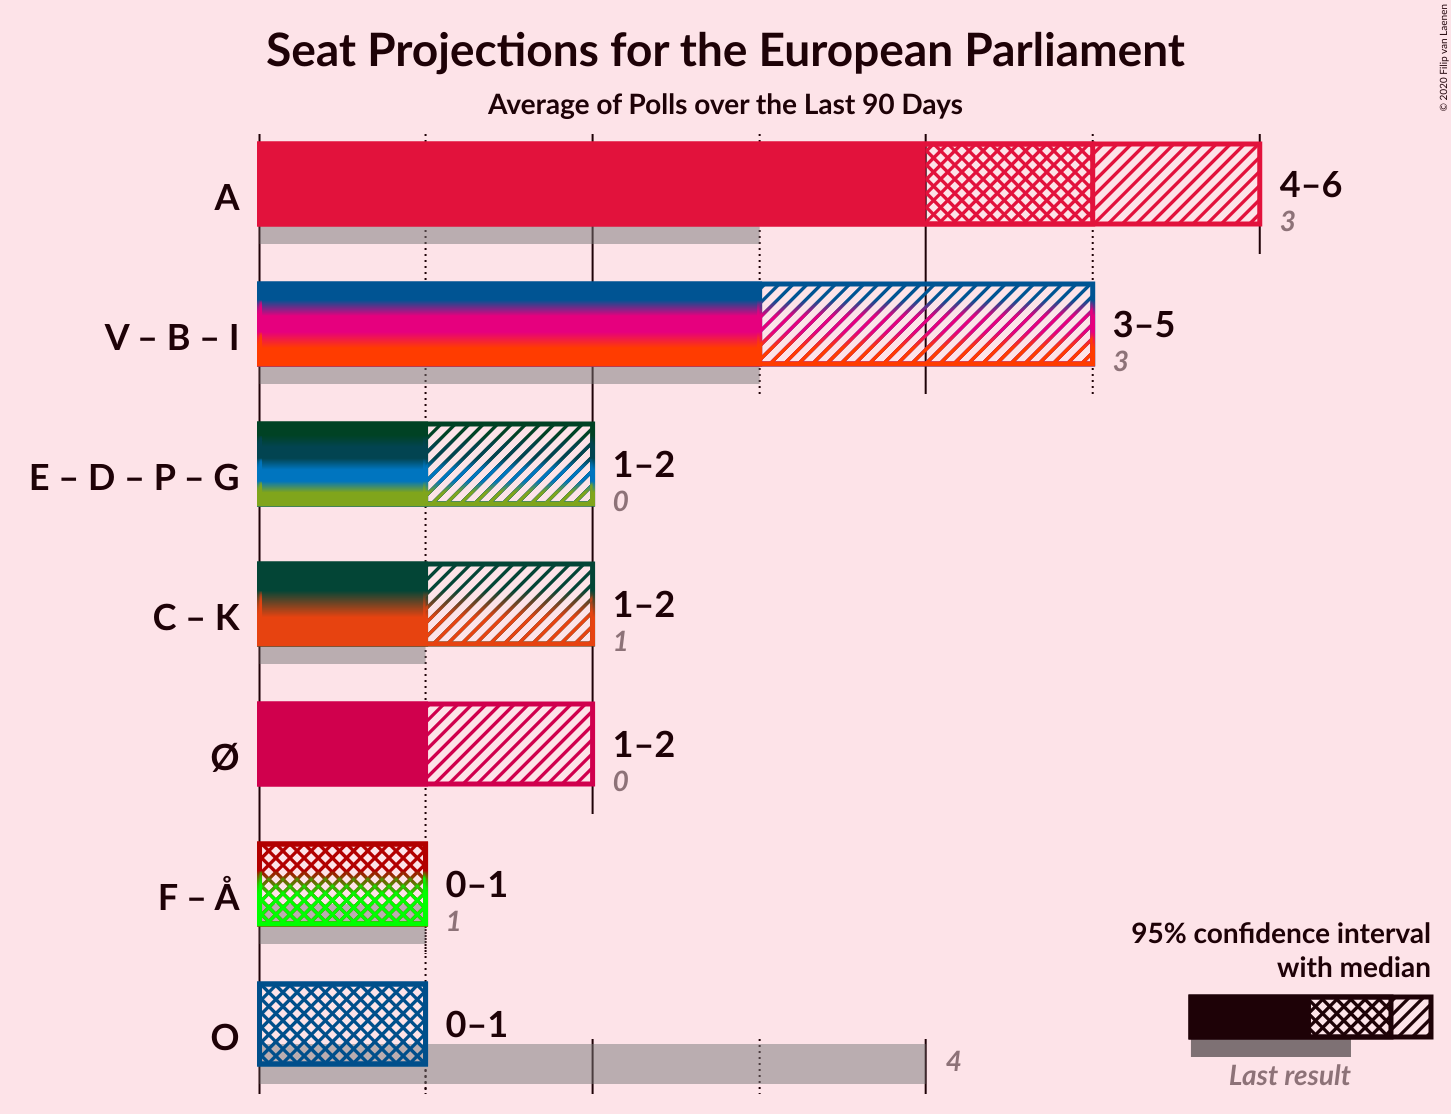 Seat Projections for the European Parliament
Average of Polls over the Last 90 Days
© 2020 Filip van Laenen
A
4–6
3
V – B – I
3–5
3
E – D – P – G
1–2
0
C – K
1–2
1
Ø
1–2
0
F – Å
0–1
1
O
0–1
4
95% confidence interval
with median
Last result